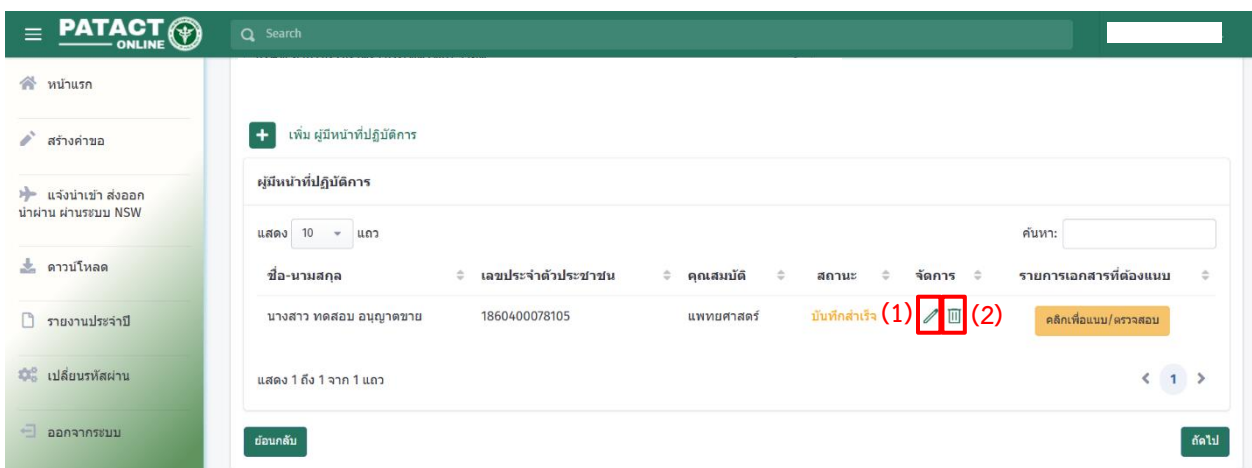 PATACT
ONLINE
Search
หน้าแรก
สร้างคำขอ
แจ้งนำเข้า ส่งออก
นำผ่าน ผ่านระบบ NSW
ดาวน์โหลด
รายงานประจำปี
เปลี่ยนรหัสผ่าน
ออกจากระบบ
+ เพิ่ม ผู้มีหน้าที่ปฏิบัติการ
ผู้มีหน้าที่ปฏิบัติการ
แสดง 10 แถว ค้นหา:
ชื่อ-นามสกุล เลขประจำตัวประชาชน คุณสมบัติ สถานะ จัดการ รายการเอกสารที่ต้องแนบ
นางสาว ทดสอบ อนุญาตขาย 1860400078105 แพทยศาสตร์ บันทึกสำเร็จ (1) (2) คลิกเพื่อแนบ/ตรวจสอบ
แสดง 1 ถึง 1 จาก 1 แถว < 1 >
ย้อนกลับ ถัดไป